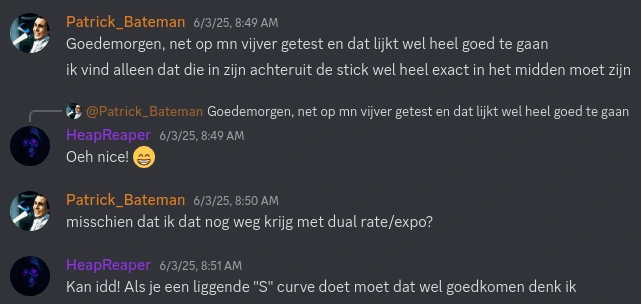 Patrick_Bateman 6/3/25, 8:49 AM
Goedemorgen, net op mn vijver getest en dat lijkt wel heel goed te gaan
ik vind alleen dat die in zijn achteruit de stick wel heel exact in het midden moet zijn
@Patrick_Bateman Goedemorgen, net op mn vijver getest en dat lijkt wel heel goed te gaan
HeapReaper 6/3/25, 8:49 AM
Oeh nice! 😄
Patrick_Bateman 6/3/25, 8:50 AM
misschien dat ik dat nog weg krijg met dual rate/expo?
HeapReaper 6/3/25, 8:51 AM
Kan idd! Als je een liggende "S" curve doet moet dat wel goedkomen denk ik